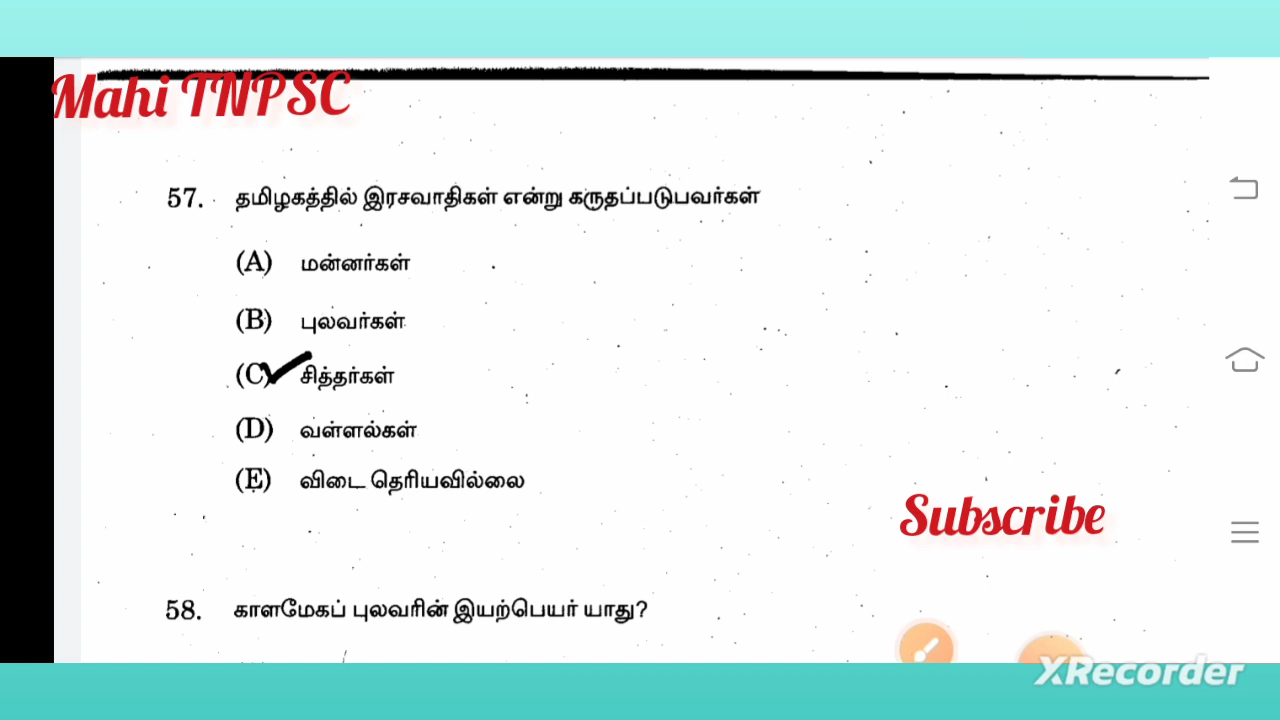 Mahi TNPSC
57. தமிழகத்தில் இரசவாதிகள் என்று கருதப்படுபவர்கள்
(A) மன்னர்கள்
(B) புலவர்கள்
(C) சித்தர்கள்
(D) வள்ளல்கள்
(E) விடை தெரியவில்லை
Subscribe
58. காளமேகப் புலவரின் இயற்பெயர் யாது?
XRecorder